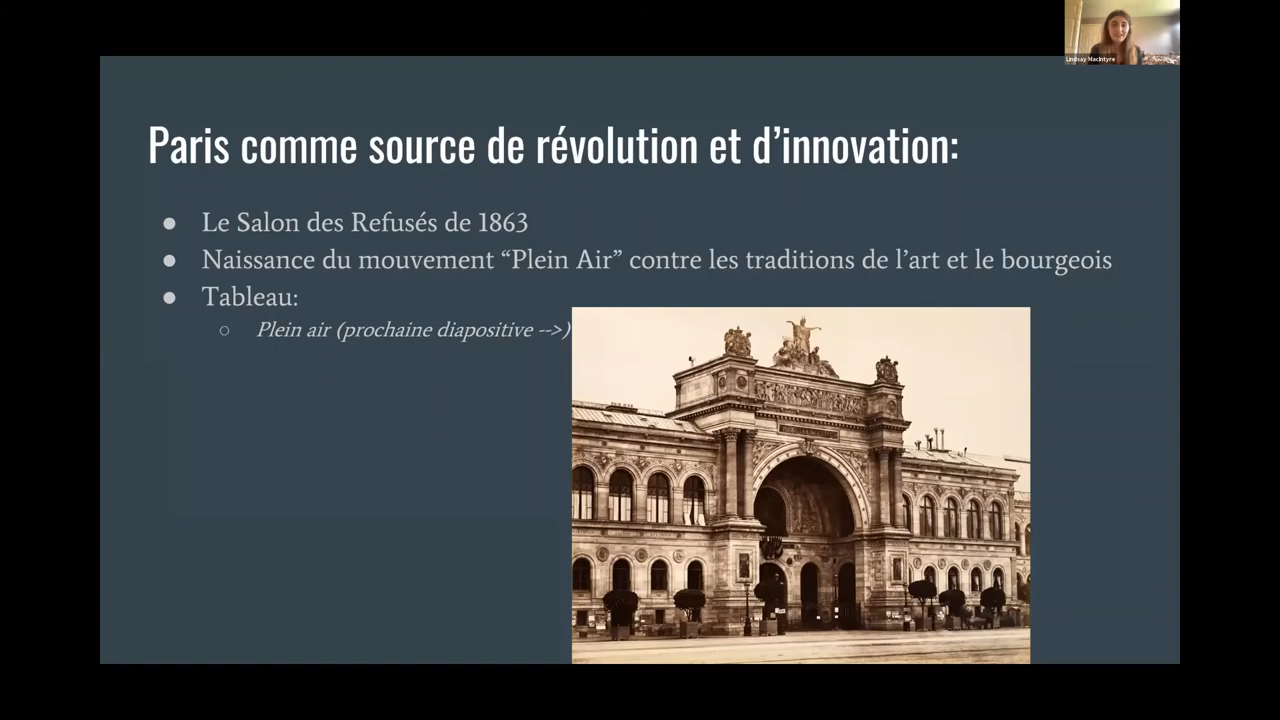 Lindsay MacIntyre
Paris comme source de révolution et d’innovation:
● Le Salon des Refusés de 1863
● Naissance du mouvement “Plein Air” contre les traditions de l’art et le bourgeois
● Tableau:
○ Plein air (prochaine diapositive -->)